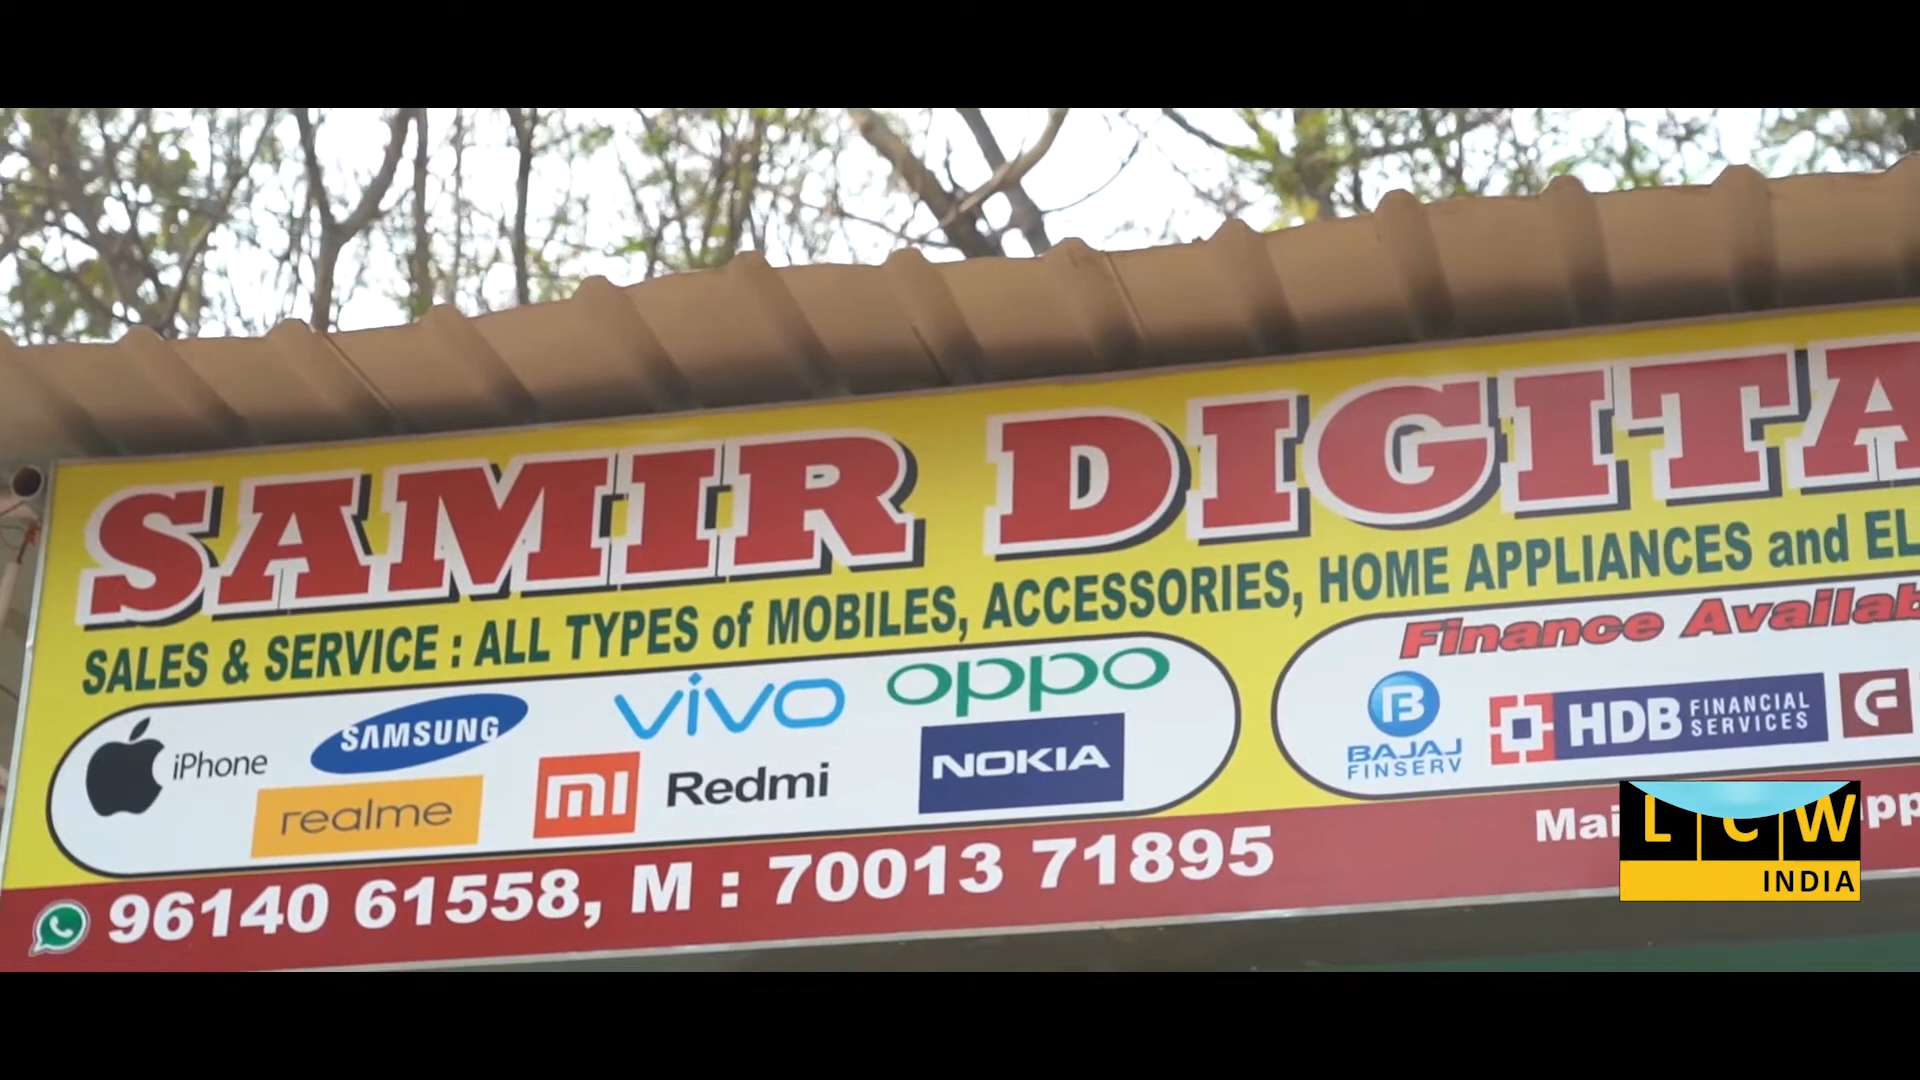 SAMIR DIGITA
SALES & SERVICE : ALL TYPES of MOBILES, ACCESSORIES, HOME APPLIANCES and EL
iPhone
SAMSUNG
vivo
oppo
realme
mi
Redmi
NOKIA
Finance Availab
BAJAJ
FINSERV
HDB FINANCIAL SERVICES
96140 61558, M : 70013 71895
Mai
LCW
INDIA